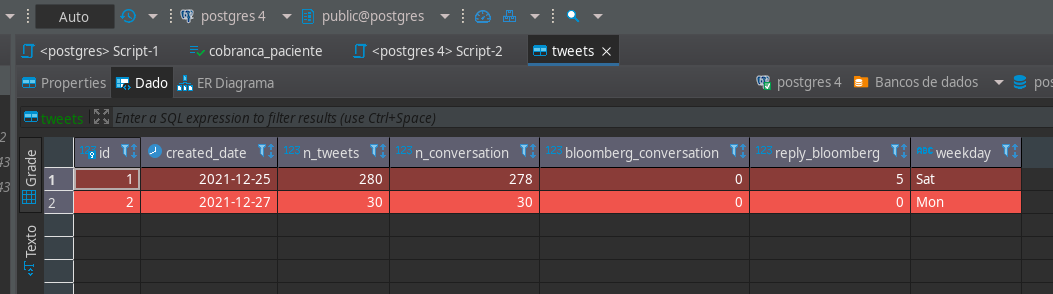 Auto postgres 4 public@postgres
<postgres> Script-1 cobranca_paciente <postgres 4> Script-2 tweets
Properties Dado ER Diagrama postgres 4 Bancos de dados pos
tweets Enter a SQL expression to filter results (use Ctrl+Space)
Grade
Texto
id created_date n_tweets n_conversation bloomberg_conversation reply_bloomberg weekday
1 1 2021-12-25 280 278 0 5 Sat
2 2 2021-12-27 30 30 0 0 Mon